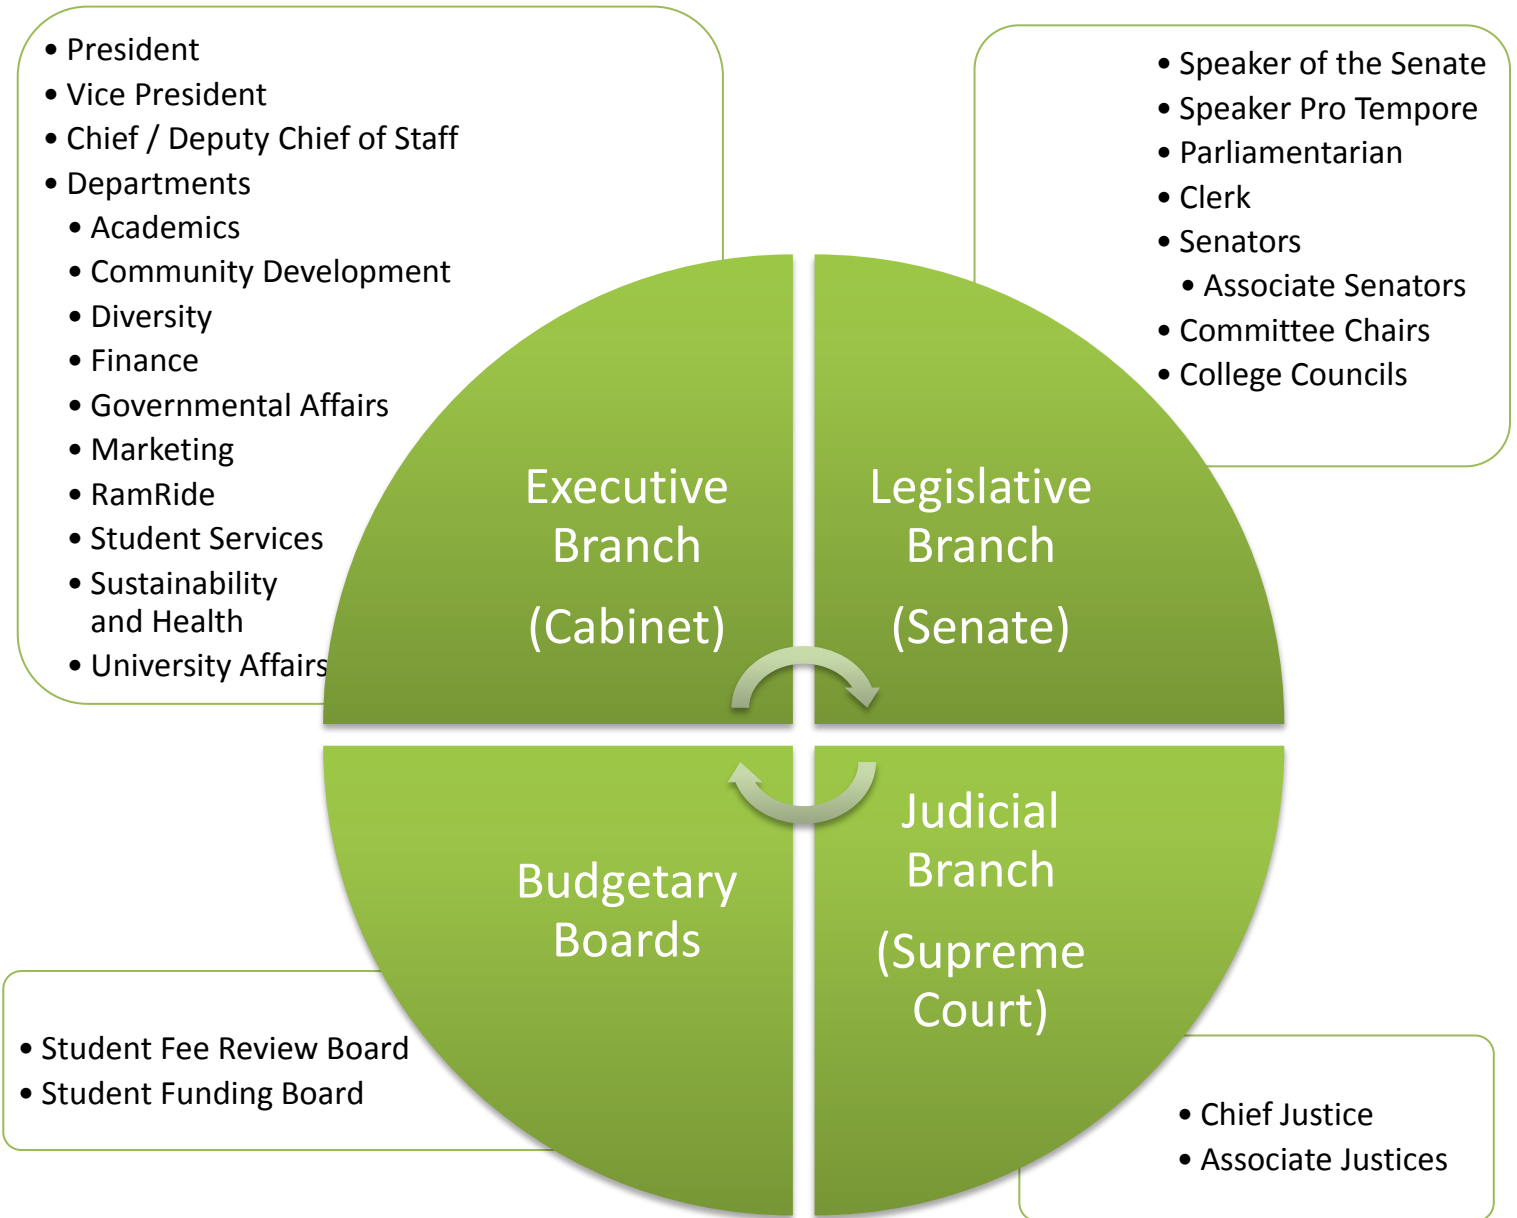 • President
• Vice President
• Chief / Deputy Chief of Staff
• Departments
• Academics
• Community Development
• Diversity
• Finance
• Governmental Affairs
• Marketing
• RamRide
• Student Services
• Sustainability
and Health
• University Affairs
• Speaker of the Senate
• Speaker Pro Tempore
• Parliamentarian
• Clerk
• Senators
• Associate Senators
• Committee Chairs
• College Councils
Executive
Branch
(Cabinet)
Legislative
Branch
(Senate)
Budgetary
Boards
Judicial
Branch
(Supreme
Court)
• Student Fee Review Board
• Student Funding Board
• Chief Justice
• Associate Justices